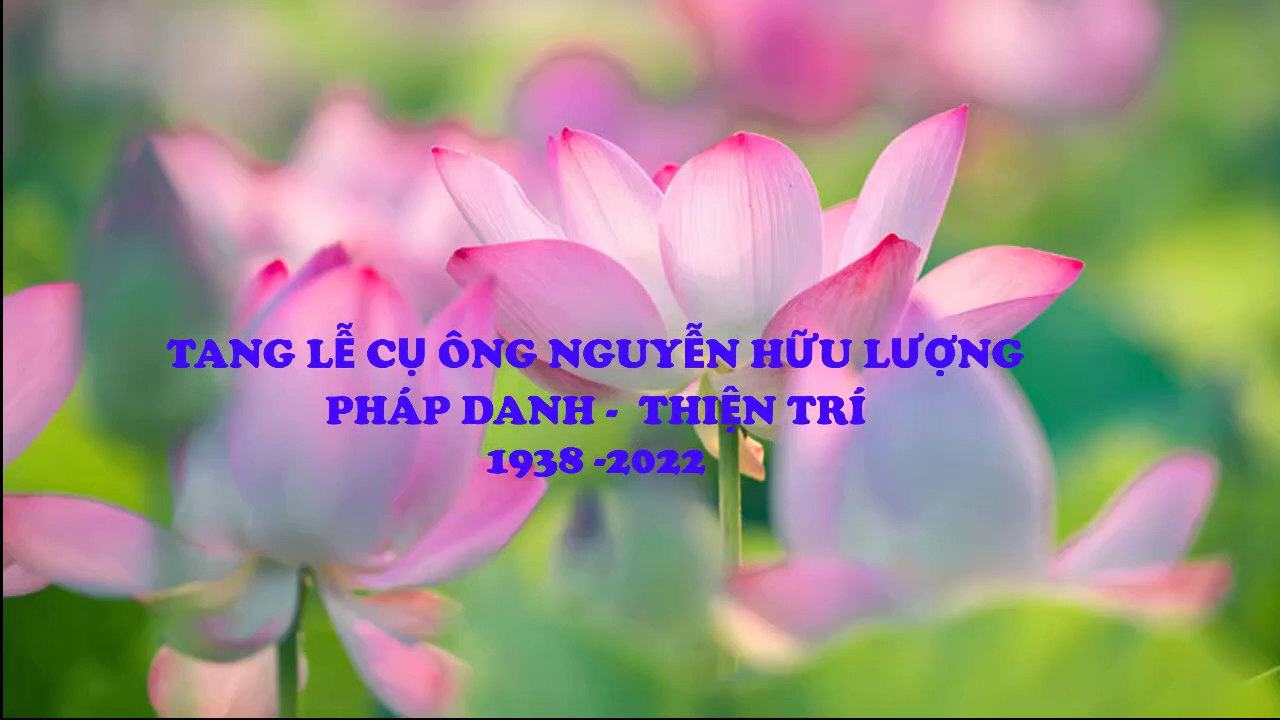 TANG LỄ CỤ ÔNG NGUYỄN HỮU LƯỢNG
PHÁP DANH - THIỆN TRÍ
1938 -2022